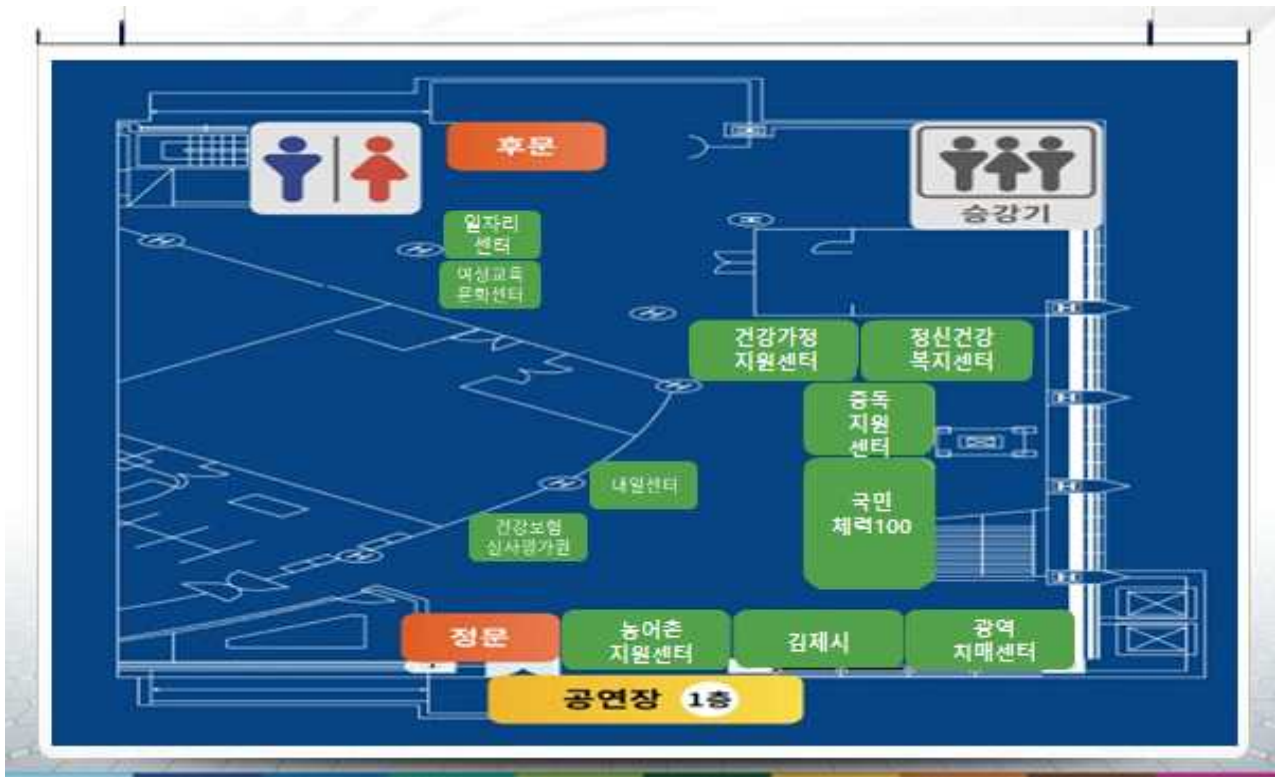 후문
승강기
일자리
센터
여성교육
문화센터
건강가정
지원센터
정신건강
복지센터
중독
지원
센터
내일센터
국민
체력100
건강보험
심사평가원
정문
농어촌
지원센터
김제시
광역
치매센터
공연장 1층